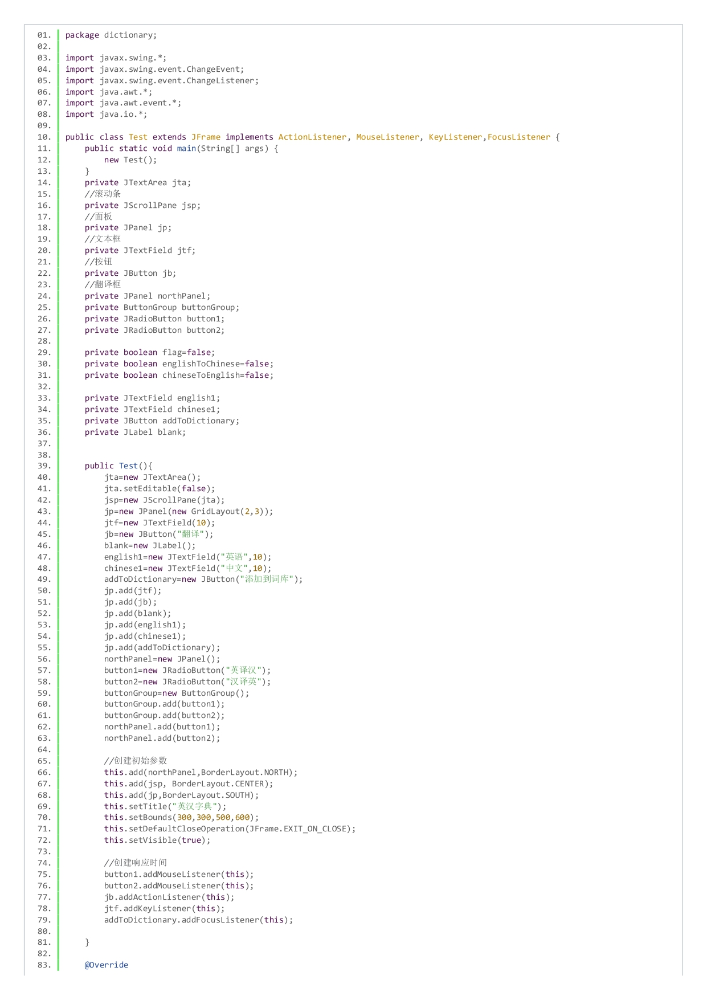 01. package dictionary;
02.
03. import javax.swing.*;
04. import javax.swing.event.ChangeEvent;
05. import javax.swing.event.ChangeListener;
06. import java.awt.*;
07. import java.awt.event.*;
08. import java.io.*;
09.
10. public class Test extends JFrame implements ActionListener, MouseListener, KeyListener,FocusListener {
11.     public static void main(String[] args) {
12.         new Test();
13.     }
14.     private JTextArea jta;
15.     //滚动条
16.     private JScrollPane jsp;
17.     //面板
18.     private JPanel jp;
19.     //文本框
20.     private JTextField jtf;
21.     //按钮
22.     private JButton jb;
23.     //翻译框
24.     private JPanel northPanel;
25.     private ButtonGroup buttonGroup;
26.     private JRadioButton button1;
27.     private JRadioButton button2;
28.
29.     private boolean flag=false;
30.     private boolean englishToChinese=false;
31.     private boolean chineseToEnglish=false;
32.
33.     private JTextField english1;
34.     private JTextField chinese1;
35.     private JButton addToDictionary;
36.     private JLabel blank;
37.
38.
39.     public Test(){
40.         jta=new JTextArea();
41.         jta.setEditable(false);
42.         jsp=new JScrollPane(jta);
43.         jp=new JPanel(new GridLayout(2,3));
44.         jtf=new JTextField(10);
45.         jb=new JButton("翻译");
46.         blank=new JLabel();
47.         english1=new JTextField("英语",10);
48.         chinese1=new JTextField("中文",10);
49.         addToDictionary=new JButton("添加到词库");
50.         jp.add(jtf);
51.         jp.add(jb);
52.         jp.add(blank);
53.         jp.add(english1);
54.         jp.add(chinese1);
55.         jp.add(addToDictionary);
56.         northPanel=new JPanel();
57.         button1=new JRadioButton("英译汉");
58.         button2=new JRadioButton("汉译英");
59.         buttonGroup=new ButtonGroup();
60.         buttonGroup.add(button1);
61.         buttonGroup.add(button2);
62.         northPanel.add(button1);
63.         northPanel.add(button2);
64.
65.         //创建初始参数
66.         this.add(northPanel,BorderLayout.NORTH);
67.         this.add(jsp, BorderLayout.CENTER);
68.         this.add(jp,BorderLayout.SOUTH);
69.         this.setTitle("英汉字典");
70.         this.setBounds(300,300,500,600);
71.         this.setDefaultCloseOperation(JFrame.EXIT_ON_CLOSE);
72.         this.setVisible(true);
73.
74.         //创建响应时间
75.         button1.addMouseListener(this);
76.         button2.addMouseListener(this);
77.         jb.addActionListener(this);
78.         jtf.addKeyListener(this);
79.         addToDictionary.addFocusListener(this);
80.
81.     }
82.
83.     @Override